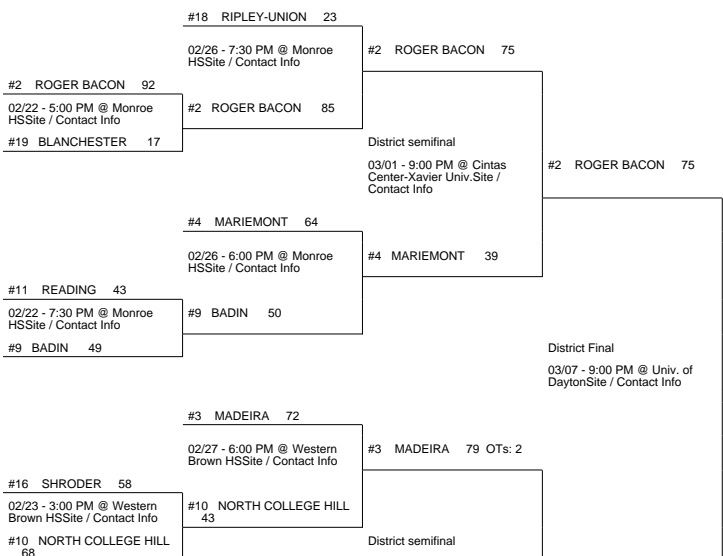 #18 RIPLEY-UNION 23
02/26 - 7:30 PM @ Monroe
HSSite / Contact Info
#2 ROGER BACON 75
#2 ROGER BACON 92
02/22 - 5:00 PM @ Monroe
HSSite / Contact Info
#2 ROGER BACON 85
#19 BLANCHESTER 17
District semifinal
03/01 - 9:00 PM @ Cintas
Center-Xavier Univ.Site /
Contact Info
#2 ROGER BACON 75
#4 MARIEMONT 64
02/26 - 6:00 PM @ Monroe
HSSite / Contact Info
#4 MARIEMONT 39
#11 READING 43
02/22 - 7:30 PM @ Monroe
HSSite / Contact Info
#9 BADIN 50
#9 BADIN 49
District Final
03/07 - 9:00 PM @ Univ. of
DaytonSite / Contact Info
#3 MADEIRA 72
02/27 - 6:00 PM @ Western
Brown HSSite / Contact Info
#3 MADEIRA 79 OTs: 2
#16 SHRODER 58
02/23 - 3:00 PM @ Western
Brown HSSite / Contact Info
#10 NORTH COLLEGE HILL
43
#10 NORTH COLLEGE HILL
68
District semifinal